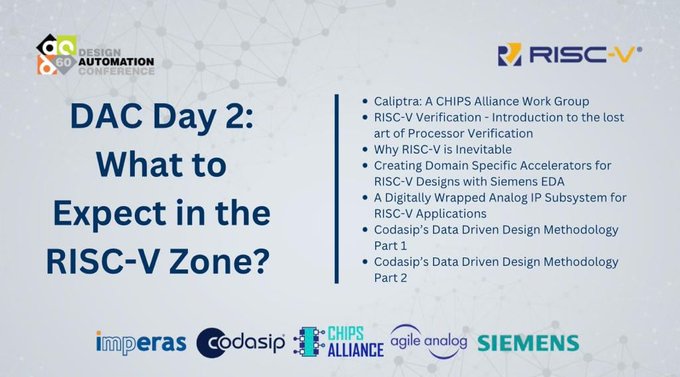 60
DESIGN
AUTOMATION
CONFERENCE
RISC-V®
DAC Day 2:
What to
Expect in the
RISC-V Zone?
• Caliptra: A CHIPS Alliance Work Group
• RISC-V Verification - Introduction to the lost
art of Processor Verification
• Why RISC-V is Inevitable
• Creating Domain Specific Accelerators for
RISC-V Designs with Siemens EDA
• A Digitally Wrapped Analog IP Subsystem for
RISC-V Applications
• Codasip’s Data Driven Design Methodology
Part 1
• Codasip’s Data Driven Design Methodology
Part 2
imperas
codasip
CHIPS
ALLIANCE
agile analog
SIEMENS